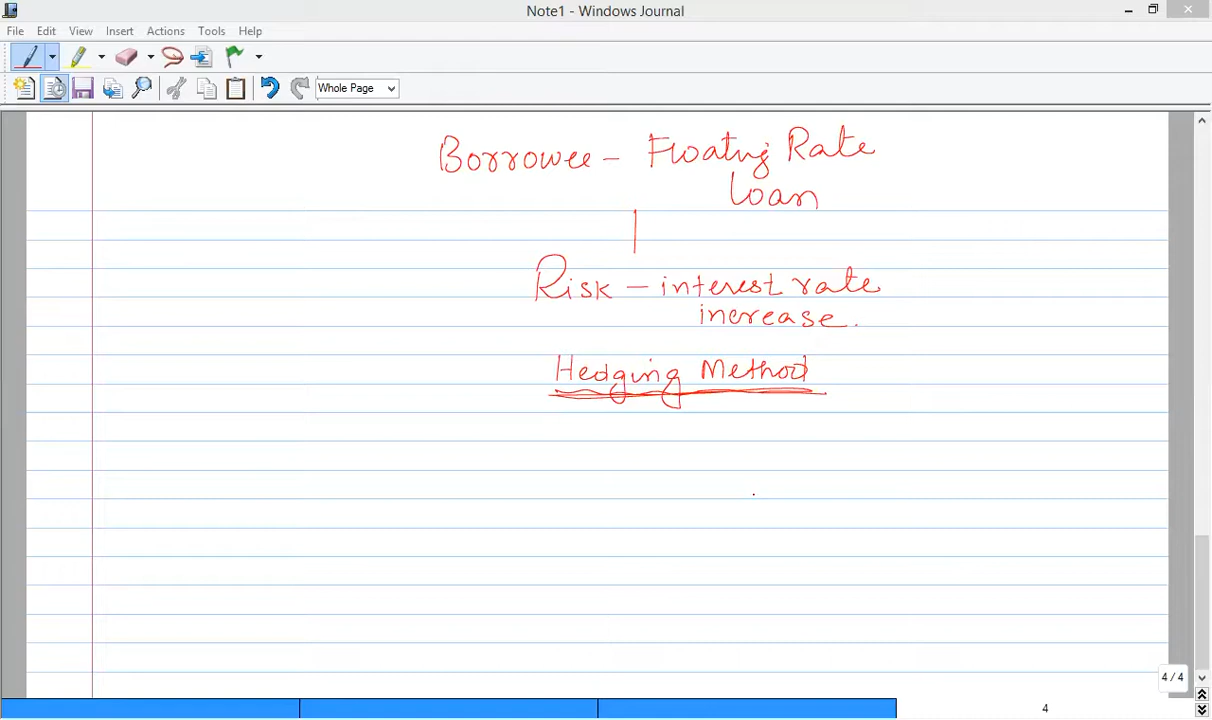 Note1 - Windows Journal
File Edit View Insert Actions Tools Help
Whole Page
Borrowee - Floating Rate
loan
Risk - interest rate
increase.
Hedging Method
4 / 4
4